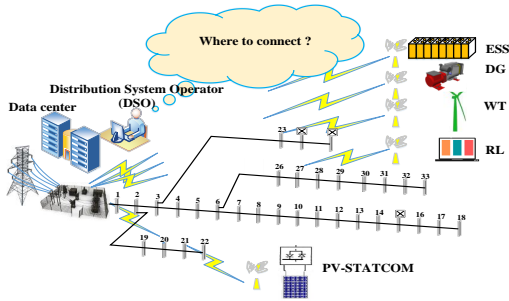 Where to connect ?
ESS
DG
WT
RL
Distribution System Operator
(DSO)
Data center
23
26 27 28 29 30 31 32 33
1 2 3 4 5 6 7 8 9 10 11 12 13 14 16 17 18
19 20 21 22
PV-STATCOM